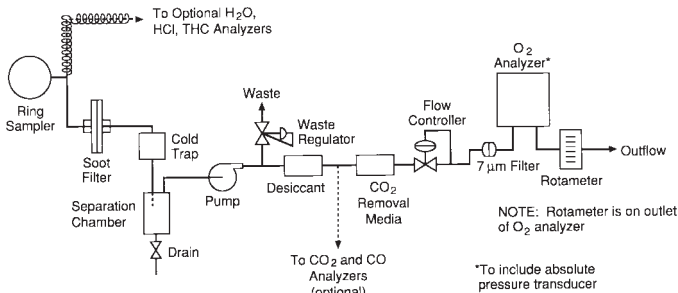 To Optional H2O,
HCl, THC Analyzers
O2
Analyzer*
Ring
Sampler
Waste
Waste
Regulator
Flow
Controller
Soot
Filter
Cold
Trap
Outflow
7 μm Filter
Rotameter
Desiccant
CO2
Removal
Media
Pump
Separation
Chamber
Drain
NOTE: Rotameter is on outlet
of O2 analyzer
To CO2 and CO
Analyzers
(optional)
*To include absolute
pressure transducer